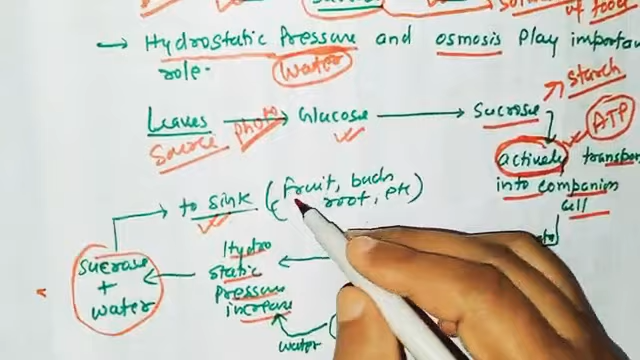 of food
→ Hydrostatic Pressure and osmosis Play importan
role.
(water)
Leaves photo→ Glucose → Sucrose → starch
Source
ATP
actively transpor
into companion
cell
to sink (fruit, buds
root, etc)
Sucrose
+
water
Hydro
static
pressure
increase
water